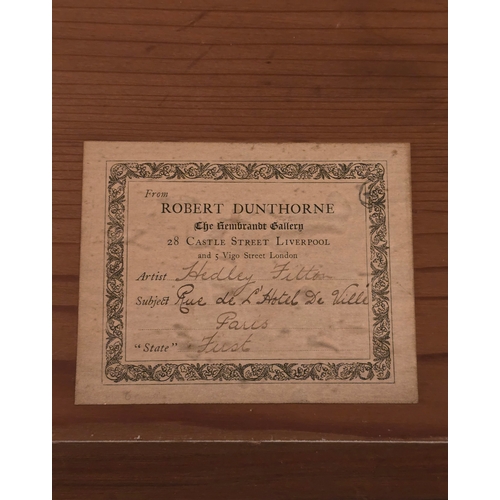 From
ROBERT DUNTHORNE
The Rembrandt Gallery
28 CASTLE STREET LIVERPOOL
and 5 Vigo Street London
Artist Hedley Fitton
Subject Rue de L'Hotel De Ville
Paris
"State" First